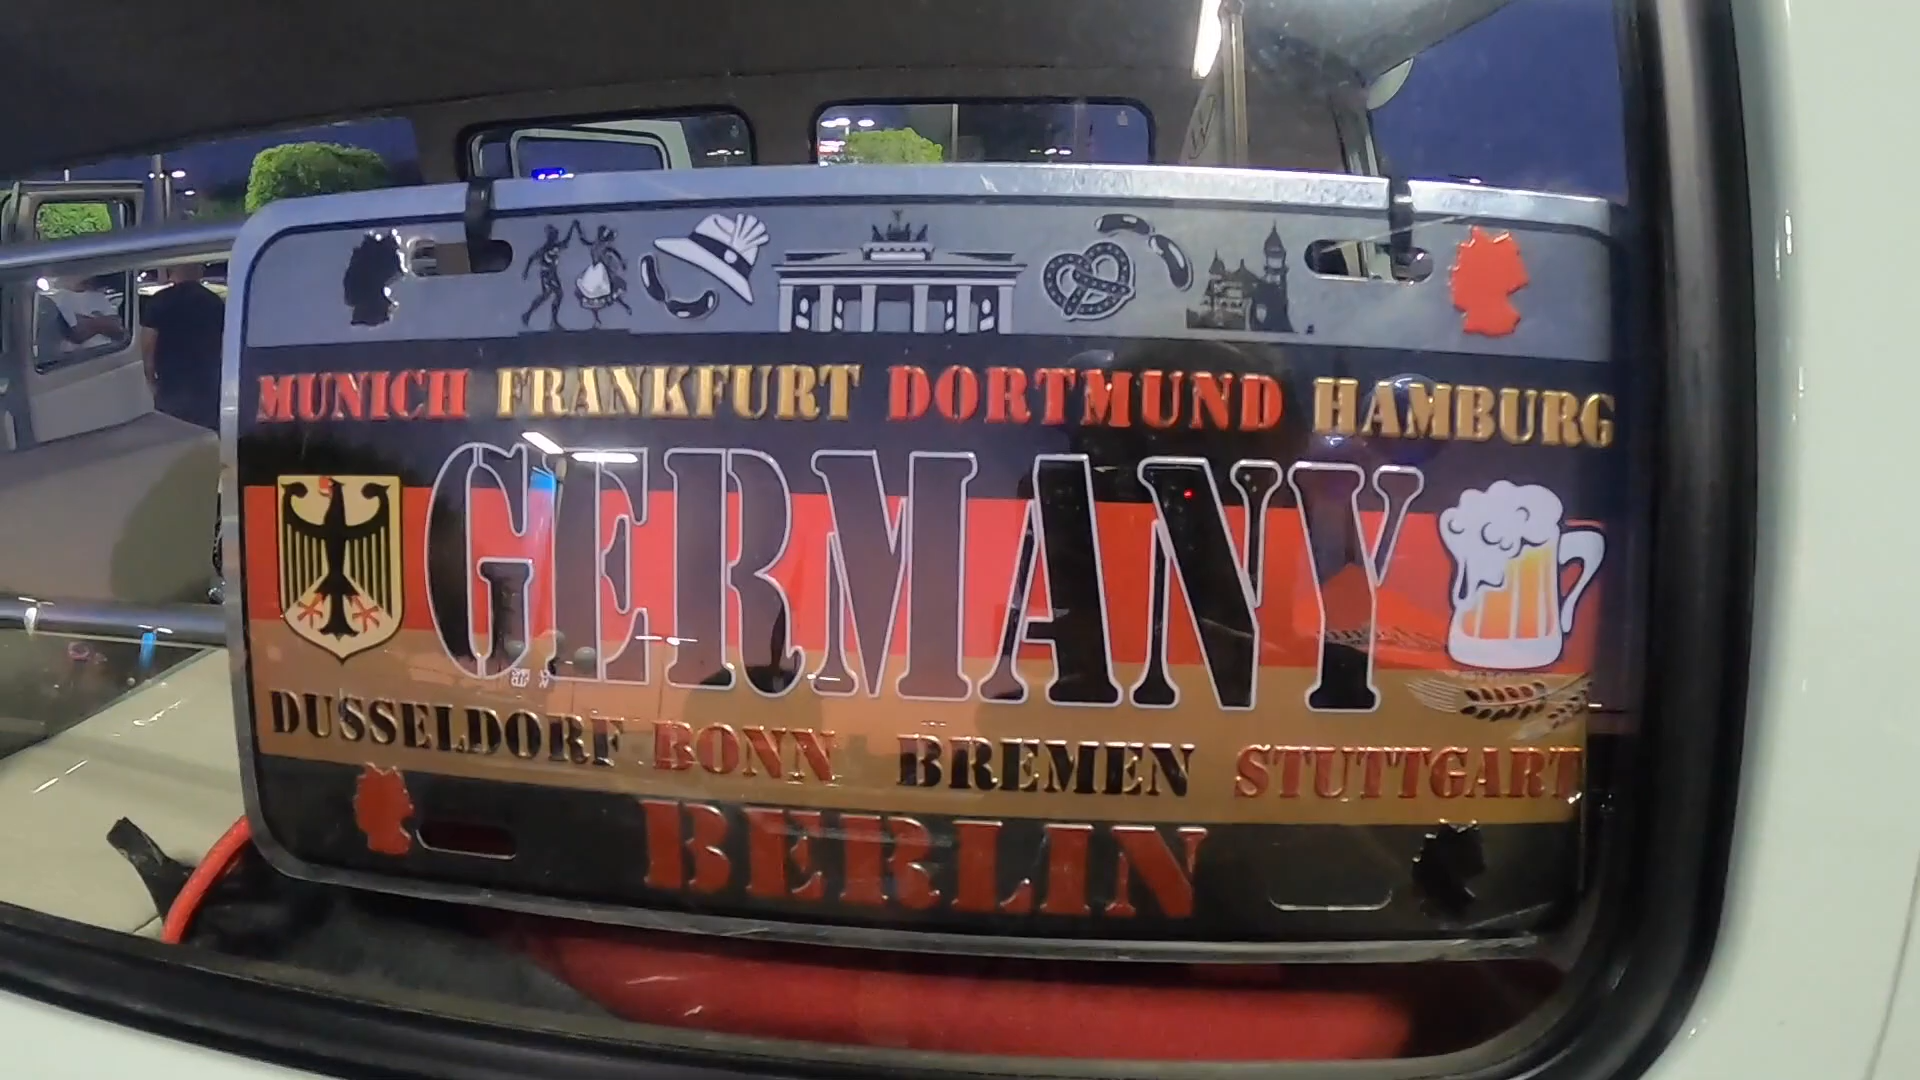 MUNICH FRANKFURT DORTMUND HAMBURG
GERMANY
DUSSELDORF BONN BREMEN STUTTGART
BERLIN